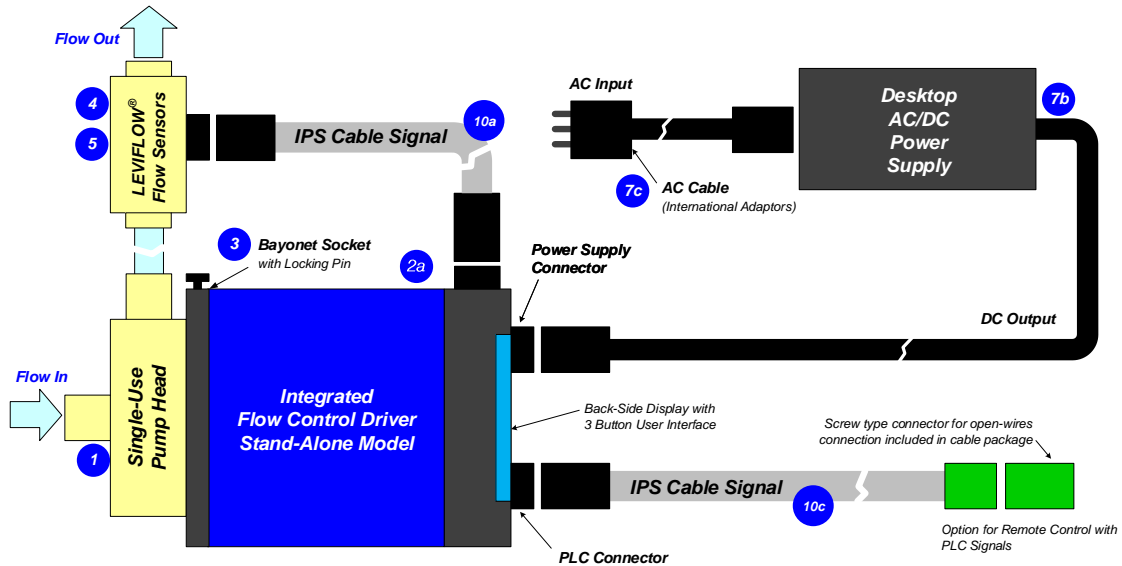 Flow Out
4
5
LEVIFLOW®
Flow Sensors
IPS Cable Signal
10a
AC Input
7c
AC Cable
(International Adaptors)
Desktop
AC/DC
Power
Supply
7b
3
Bayonet Socket
with Locking Pin
2a
Power Supply
Connector
DC Output
Flow In
1
Single-Use
Pump Head
Integrated
Flow Control Driver
Stand-Alone Model
Back-Side Display with
3 Button User Interface
Screw type connector for open-wires
connection included in cable package
IPS Cable Signal
10c
PLC Connector
Option for Remote Control with
PLC Signals